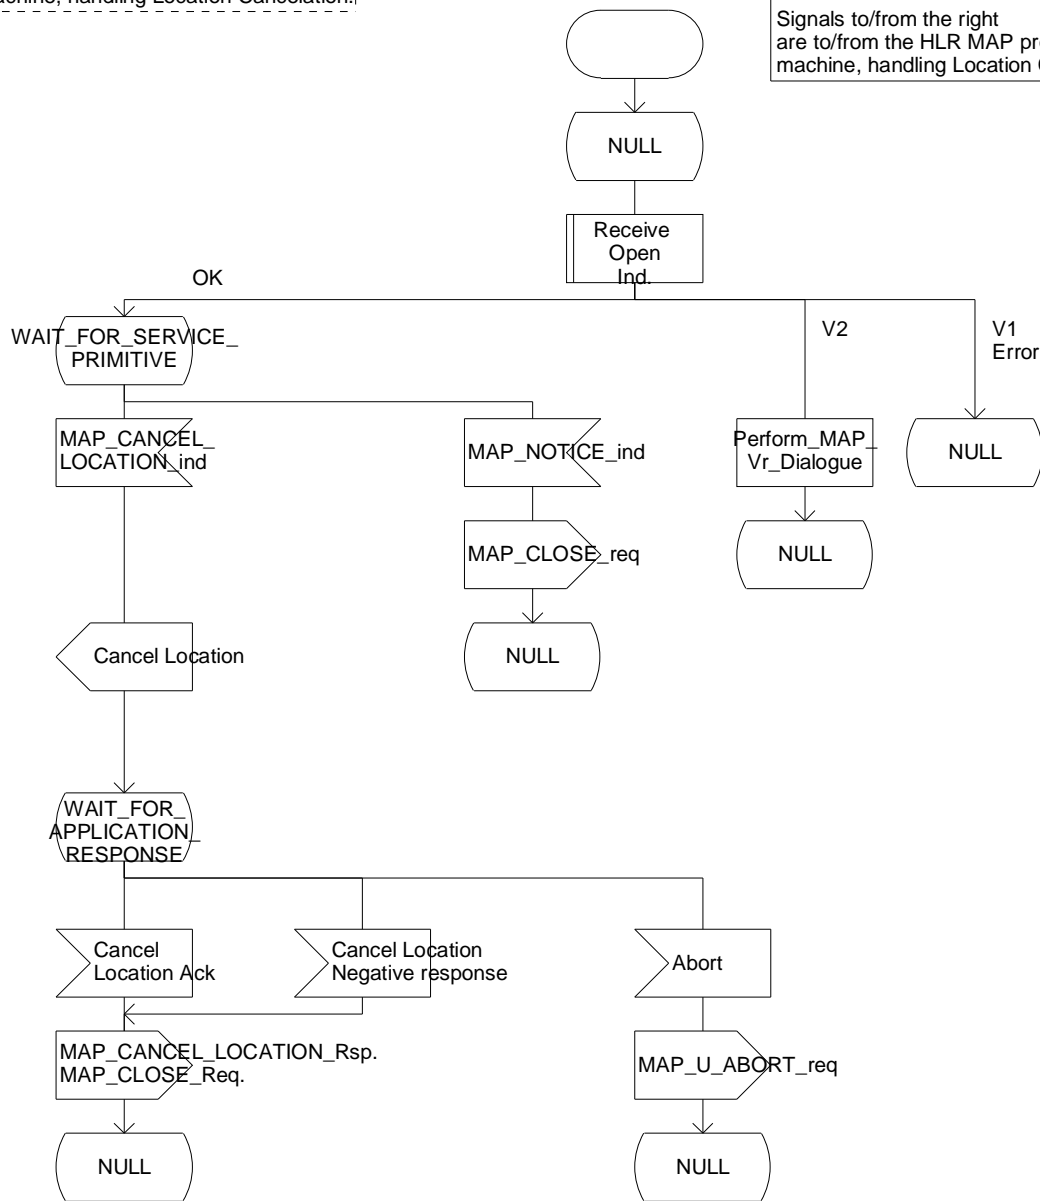 handling Location Cancelation.
Signals to/from the right
are to/from the HLR MAP
machine, handling Location
NULL
Receive
Open
Ind.
OK
V2
V1
Error
WAIT_FOR_SERVICE_
PRIMITIVE
MAP_CANCEL_
LOCATION_ind
MAP_NOTICE_ind
Perform_MAP_
Vr_Dialogue
NULL
MAP_CLOSE_req
NULL
Cancel Location
NULL
WAIT_FOR_
APPLICATION_
RESPONSE
Cancel
Location Ack
Cancel Location
Negative response
Abort
MAP_CANCEL_LOCATION_Rsp.
MAP_CLOSE_Req.
MAP_U_ABORT_req
NULL
NULL